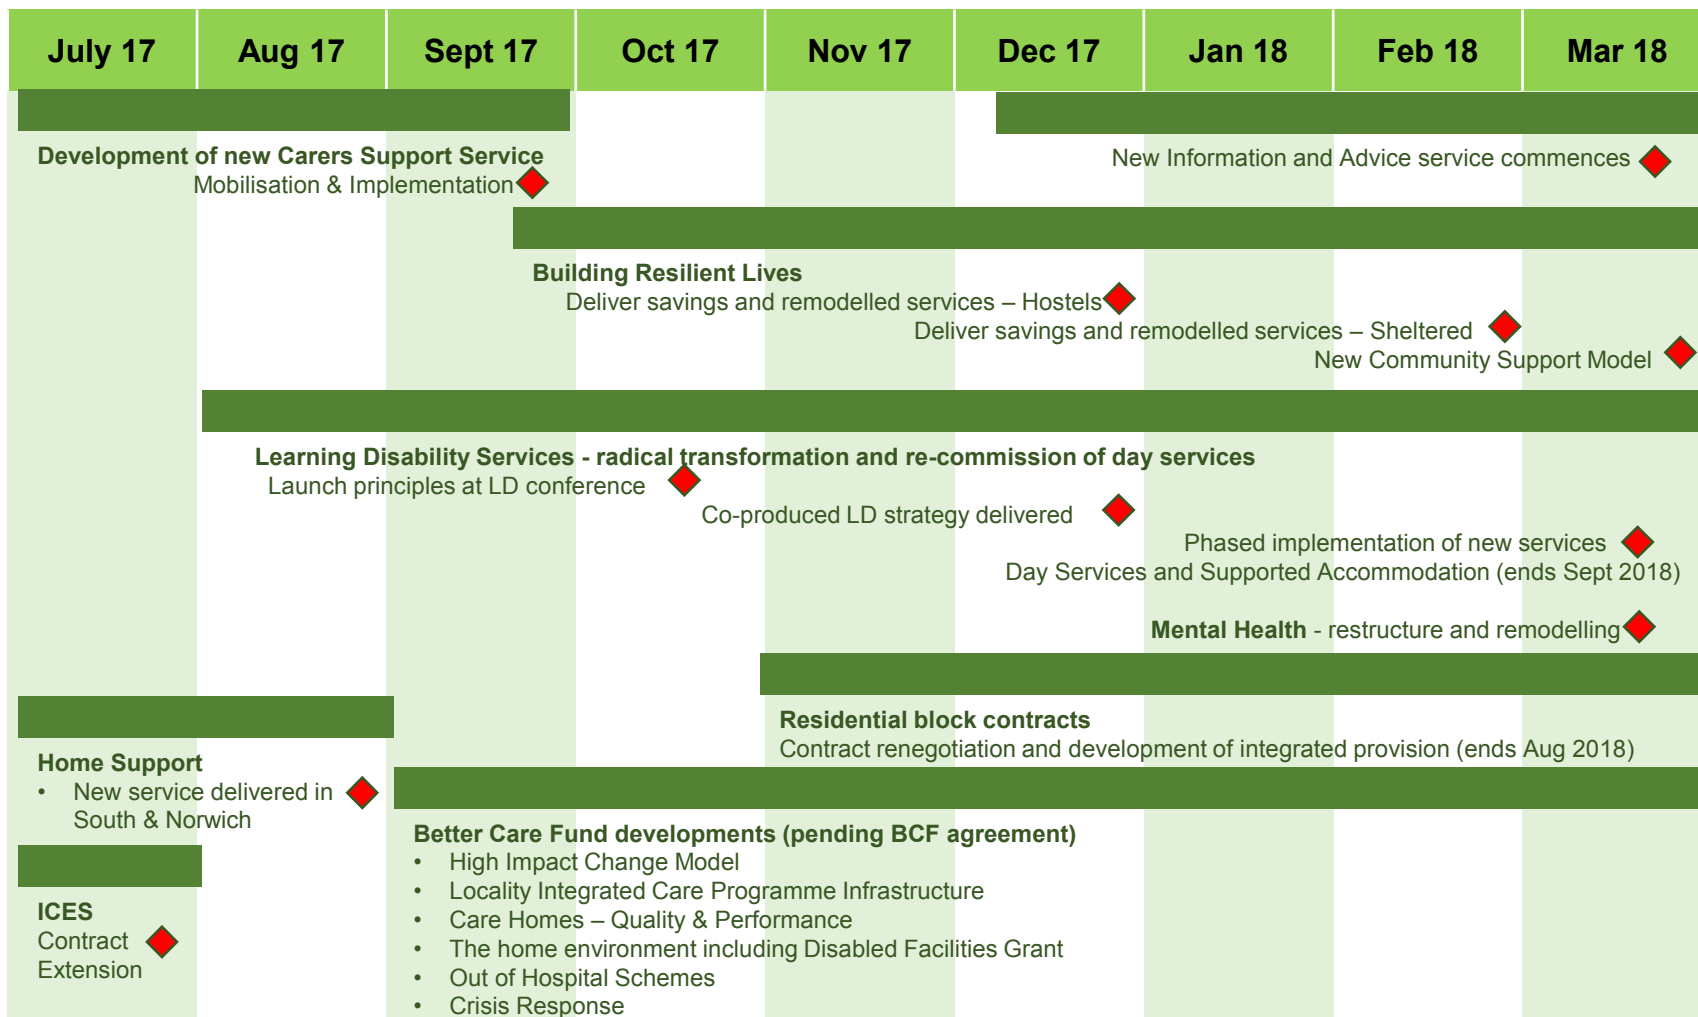 July 17
Aug 17
Sept 17
Oct 17
Nov 17
Dec 17
Jan 18
Feb 18
Mar 18
Development of new Carers Support Service
Mobilisation & Implementation
New Information and Advice service commences
Building Resilient Lives
Deliver savings and remodelled services – Hostels
Deliver savings and remodelled services – Sheltered
New Community Support Model
Learning Disability Services - radical transformation and re-commission of day services
Launch principles at LD conference
Co-produced LD strategy delivered
Phased implementation of new services
Day Services and Supported Accommodation (ends Sept 2018)
Mental Health - restructure and remodelling
Residential block contracts
Contract renegotiation and development of integrated provision (ends Aug 2018)
Home Support
• New service delivered in
South & Norwich
Better Care Fund developments (pending BCF agreement)
• High Impact Change Model
• Locality Integrated Care Programme Infrastructure
• Care Homes – Quality & Performance
• The home environment including Disabled Facilities Grant
• Out of Hospital Schemes
• Crisis Response
ICES
Contract
Extension